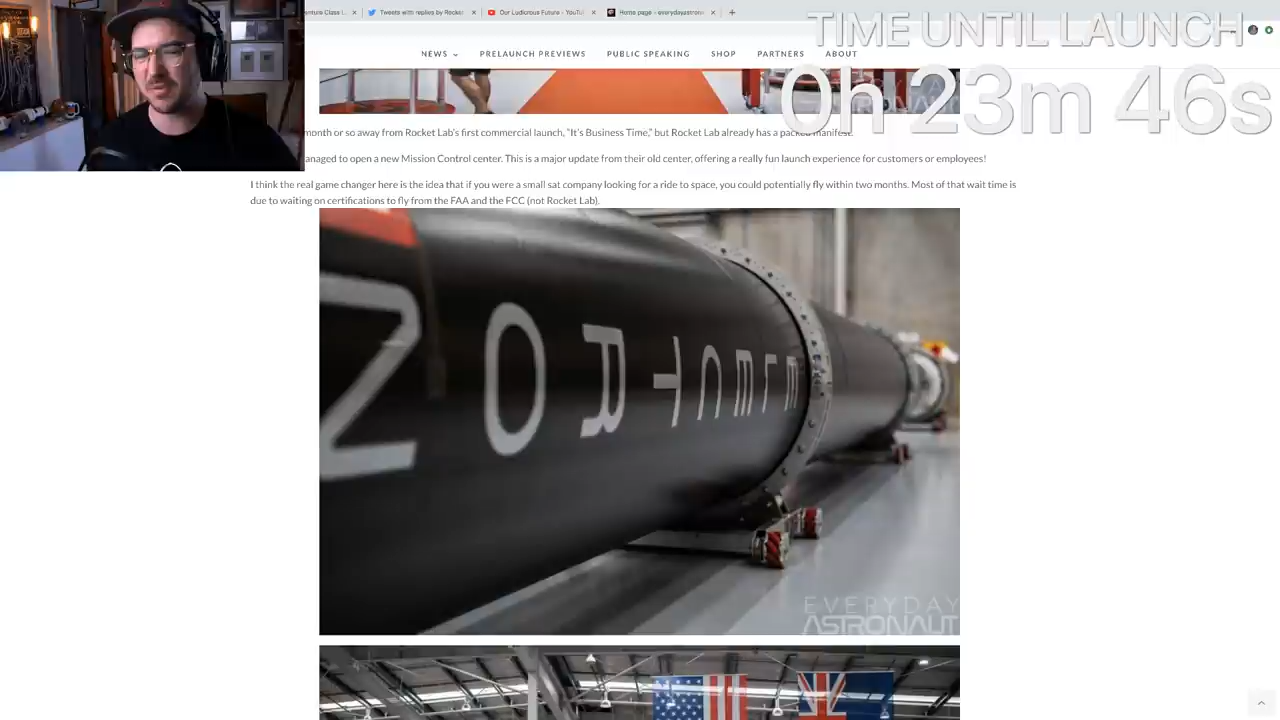 enture Class l...
Tweets with replies by Rocket
Our Ludicrous Future - YouTu
Home page - everydayastron
TIME UNTIL LAUNCH
0h 23m 46s
NEWS
PRELAUNCH PREVIEWS
PUBLIC SPEAKING
SHOP
PARTNERS
ABOUT
month or so away from Rocket Lab's first commercial launch, "It's Business Time," but Rocket Lab already has a packed manifest.
anaged to open a new Mission Control center. This is a major update from their old center, offering a really fun launch experience for customers or employees!
I think the real game changer here is the idea that if you were a small sat company looking for a ride to space, you could potentially fly within two months. Most of that wait time is
due to waiting on certifications to fly from the FAA and the FCC (not Rocket Lab).
ELECTRON
EVERYDAY
ASTRONAUT